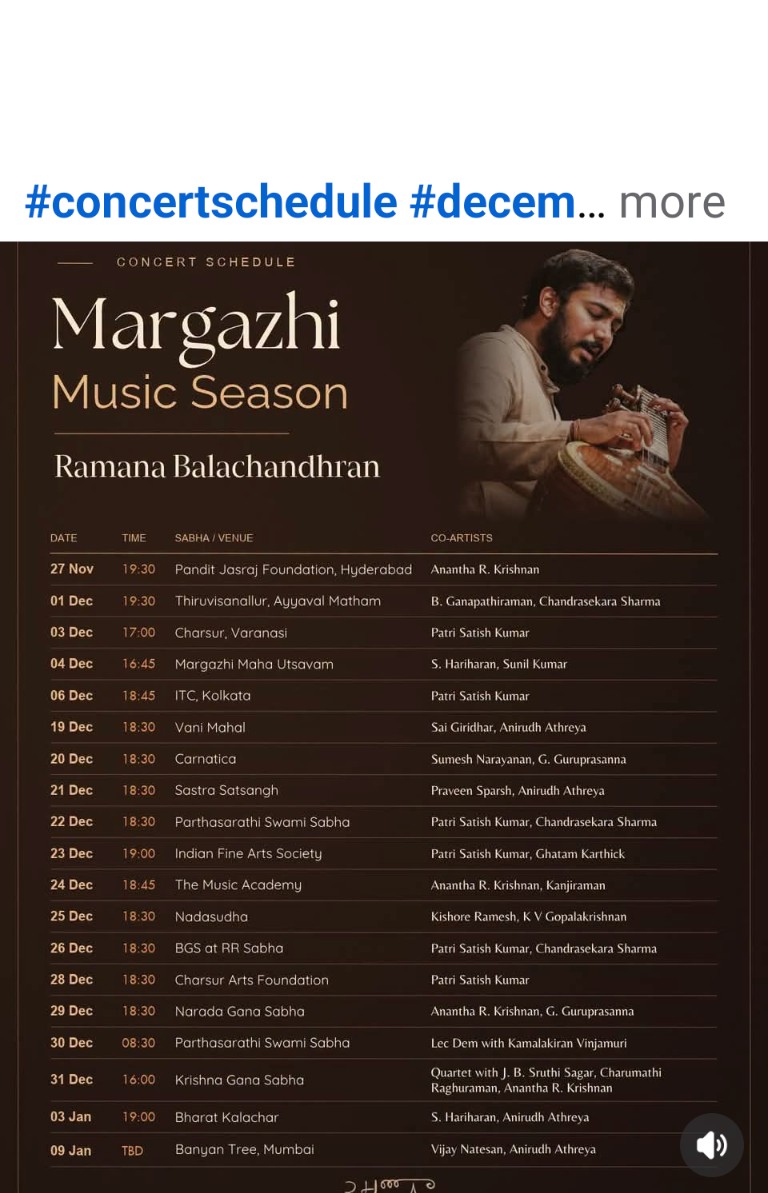 #concertschedule #decem... more
CONCERT SCHEDULE
Margazhi
Music Season
Ramana Balachandhran
DATE TIME SABHA / VENUE CO-ARTISTS
27 Nov 19:30 Pandit Jasraj Foundation, Hyderabad Anantha R. Krishnan
01 Dec 19:30 Thiruvisanallur, Ayyaval Matham B. Ganapathiraman, Chandrasekara Sharma
03 Dec 17:00 Charsur, Varanasi Patri Satish Kumar
04 Dec 16:45 Margazhi Maha Utsavam S. Hariharan, Sunil Kumar
06 Dec 18:45 ITC, Kolkata Patri Satish Kumar
19 Dec 18:30 Vani Mahal Sai Giridhar, Anirudh Athreya
20 Dec 18:30 Carnatica Sumesh Narayanan, G. Guruprasanna
21 Dec 18:30 Sastra Satsangh Praveen Sparsh, Anirudh Athreya
22 Dec 18:30 Parthasarathi Swami Sabha Patri Satish Kumar, Chandrasekara Sharma
23 Dec 19:00 Indian Fine Arts Society Patri Satish Kumar, Ghatam Karthick
24 Dec 18:45 The Music Academy Anantha R. Krishnan, Kanjiraman
25 Dec 18:30 Nadasudha Kishore Ramesh, K V Gopalakrishnan
26 Dec 18:30 BGS at RR Sabha Patri Satish Kumar, Chandrasekara Sharma
28 Dec 18:30 Charsur Arts Foundation Patri Satish Kumar
29 Dec 18:30 Narada Gana Sabha Anantha R. Krishnan, G. Guruprasanna
30 Dec 08:30 Parthasarathi Swami Sabha Lec Dem with Kamalakiran Vinjamuri
31 Dec 16:00 Krishna Gana Sabha Quartet with J. B. Sruthi Sagar, Charumathi
Raghuraman, Anantha R. Krishnan
03 Jan 19:00 Bharat Kalachar S. Hariharan, Anirudh Athreya
09 Jan TBD Banyan Tree, Mumbai Vijay Natesan, Anirudh Athreya